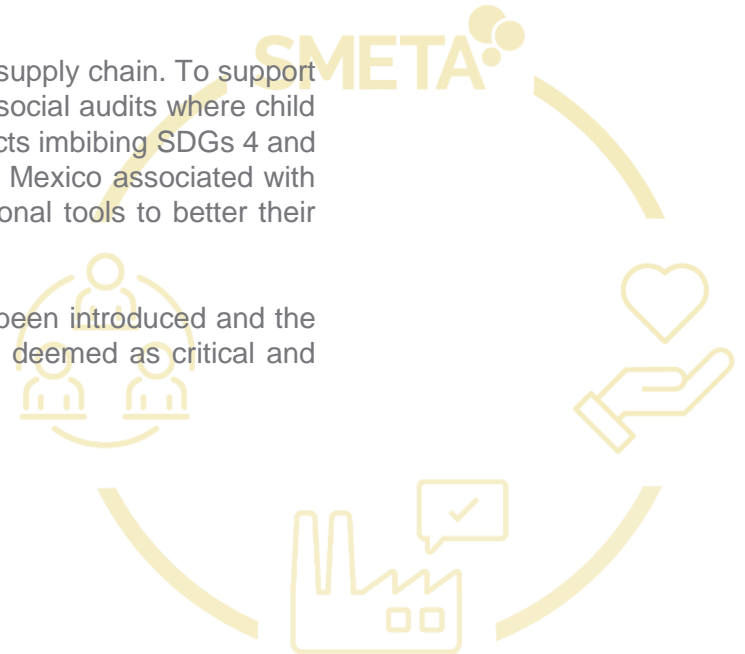 SMETA
supply chain. To support
social audits where child
cts imbibing SDGs 4 and
Mexico associated with
onal tools to better their
been introduced and the
deemed as critical and